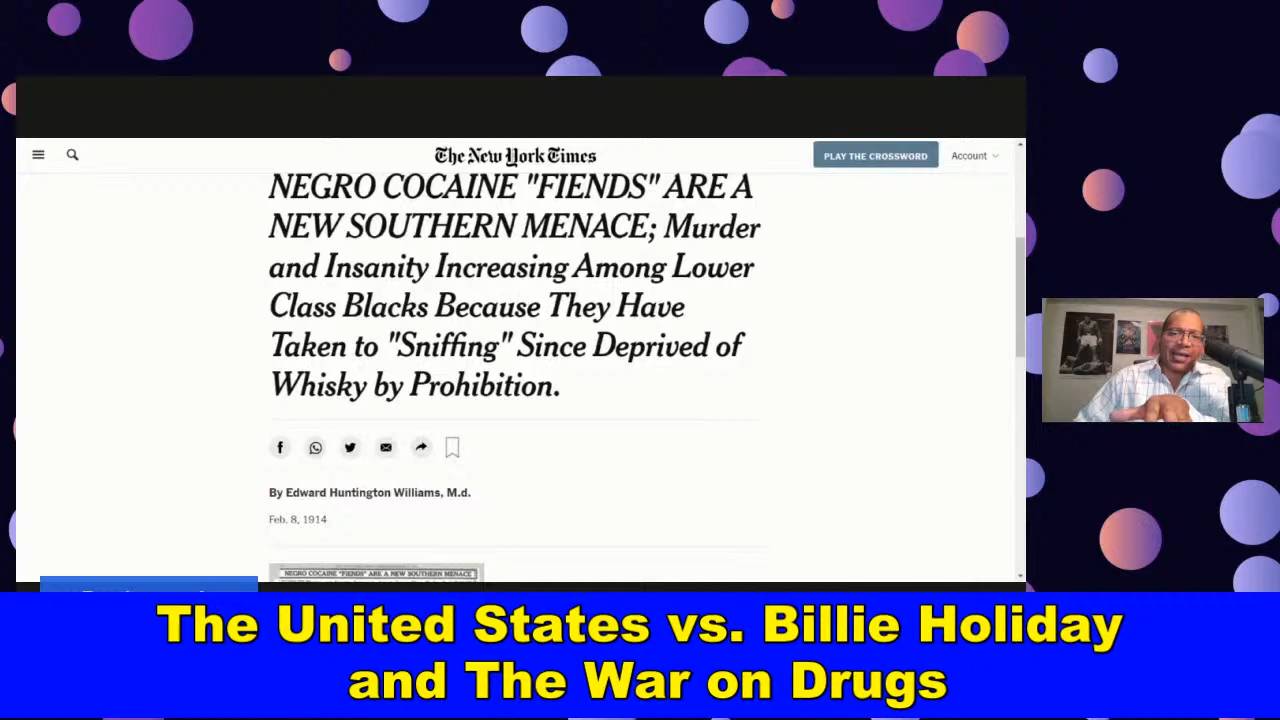 The New York Times
PLAY THE CROSSWORD
Account
NEGRO COCAINE "FIENDS" ARE A
NEW SOUTHERN MENACE; Murder
and Insanity Increasing Among Lower
Class Blacks Because They Have
Taken to "Sniffing" Since Deprived of
Whisky by Prohibition.
By Edward Huntington Williams, M.d.
Feb. 8, 1914
NEGRO COCAINE "FIENDS" ARE A NEW SOUTHERN MENACE
The United States vs. Billie Holiday
and The War on Drugs